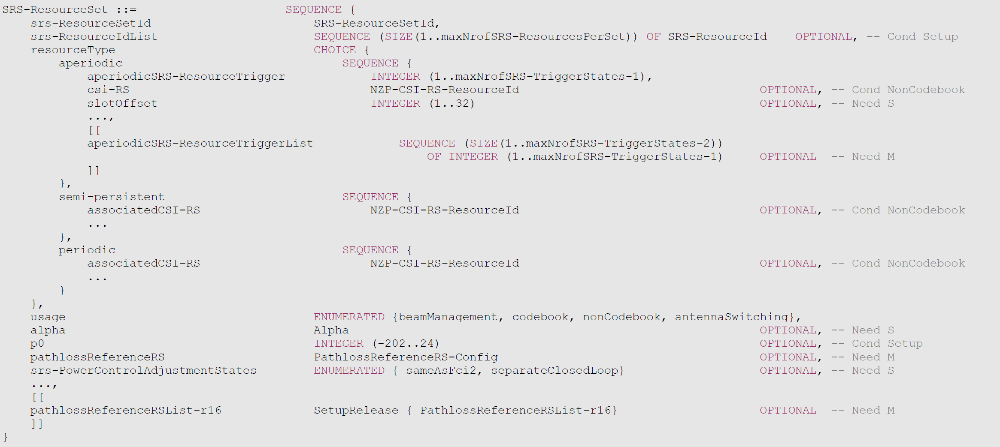 SRS-ResourceSet ::=                     SEQUENCE {
    srs-ResourceSetId                       SRS-ResourceSetId,
    srs-ResourceIdList                      SEQUENCE (SIZE(1..maxNrofSRS-ResourcesPerSet)) OF SRS-ResourceId    OPTIONAL, -- Cond Setup
    resourceType                            CHOICE {
        aperiodic                               SEQUENCE {
            aperiodicSRS-ResourceTrigger            INTEGER (1..maxNrofSRS-TriggerStates-1),
            csi-RS                                  NZP-CSI-RS-ResourceId                                  OPTIONAL, -- Cond NonCodebook
            slotOffset                              INTEGER (1..32)                                        OPTIONAL, -- Need S
            ...,
            [[
            aperiodicSRS-ResourceTriggerList            SEQUENCE (SIZE(1..maxNrofSRS-TriggerStates-2))
                                                            OF INTEGER (1..maxNrofSRS-TriggerStates-1)     OPTIONAL  -- Need M
            ]]
        },
        semi-persistent                         SEQUENCE {
            associatedCSI-RS                        NZP-CSI-RS-ResourceId                                  OPTIONAL, -- Cond NonCodebook
            ...
        },
        periodic                                SEQUENCE {
            associatedCSI-RS                        NZP-CSI-RS-ResourceId                                  OPTIONAL, -- Cond NonCodebook
            ...
        }
    },
    usage                                   ENUMERATED {beamManagement, codebook, nonCodebook, antennaSwitching},
    alpha                                   Alpha                                                          OPTIONAL, -- Need S
    p0                                      INTEGER (-202..24)                                             OPTIONAL, -- Cond Setup
    pathlossReferenceRS                     PathlossReferenceRS-Config                                     OPTIONAL, -- Need M
    srs-PowerControlAdjustmentStates        ENUMERATED { sameAsFci2, separateClosedLoop}                   OPTIONAL, -- Need S
    ...,
    [[
    pathlossReferenceRSList-r16             SetupRelease { PathlossReferenceRSList-r16}                    OPTIONAL  -- Need M
    ]]
}